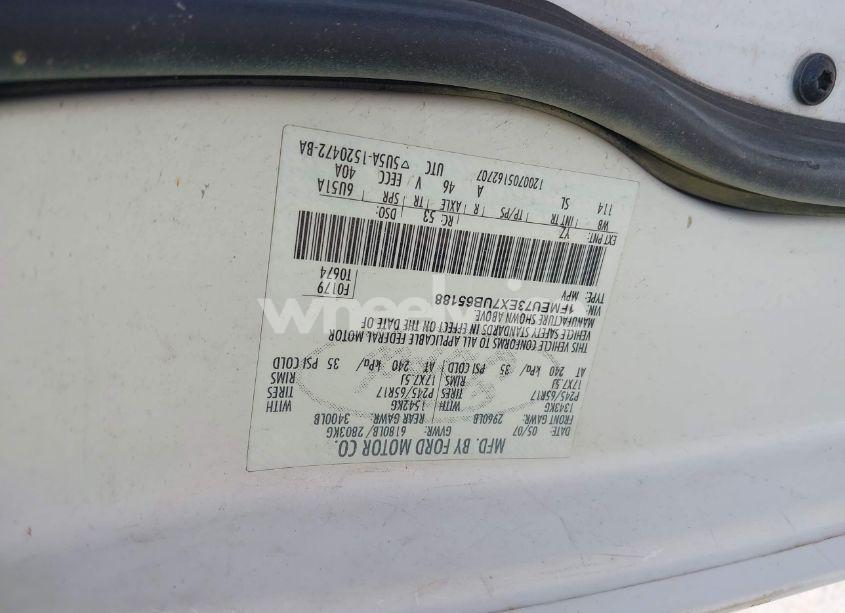 MFD. BY FORD MOTOR CO.
DATE: 05/07 GVWR: 6180LB/ 2803KG
FRONT GAWR: 2960LB REAR GAWR: 3400LB
1343KG WITH 1542KG WITH
P245/65R17 TIRES P245/65R17 TIRES
17X7.5J RIMS 17X7.5J RIMS
AT 240 kPa/ 35 PSI COLD AT 240 kPa/ 35 PSI COLD
THIS VEHICLE CONFORMS TO ALL APPLICABLE FEDERAL MOTOR
VEHICLE SAFETY STANDARDS IN EFFECT ON THE DATE OF
MANUFACTURE SHOWN ABOVE
VIN: 1FMEU73EX7UB65188 F0179
TYPE: MPV T0674
EXT PNT: YZ RC: 53 DSO:
WB INT TR TP/PS R AXLE TR SPR 6U51A
114 SL A 46 V EECC 40A
1200705162707 UTC ▽5U5A-1520472-BA
wheelwise